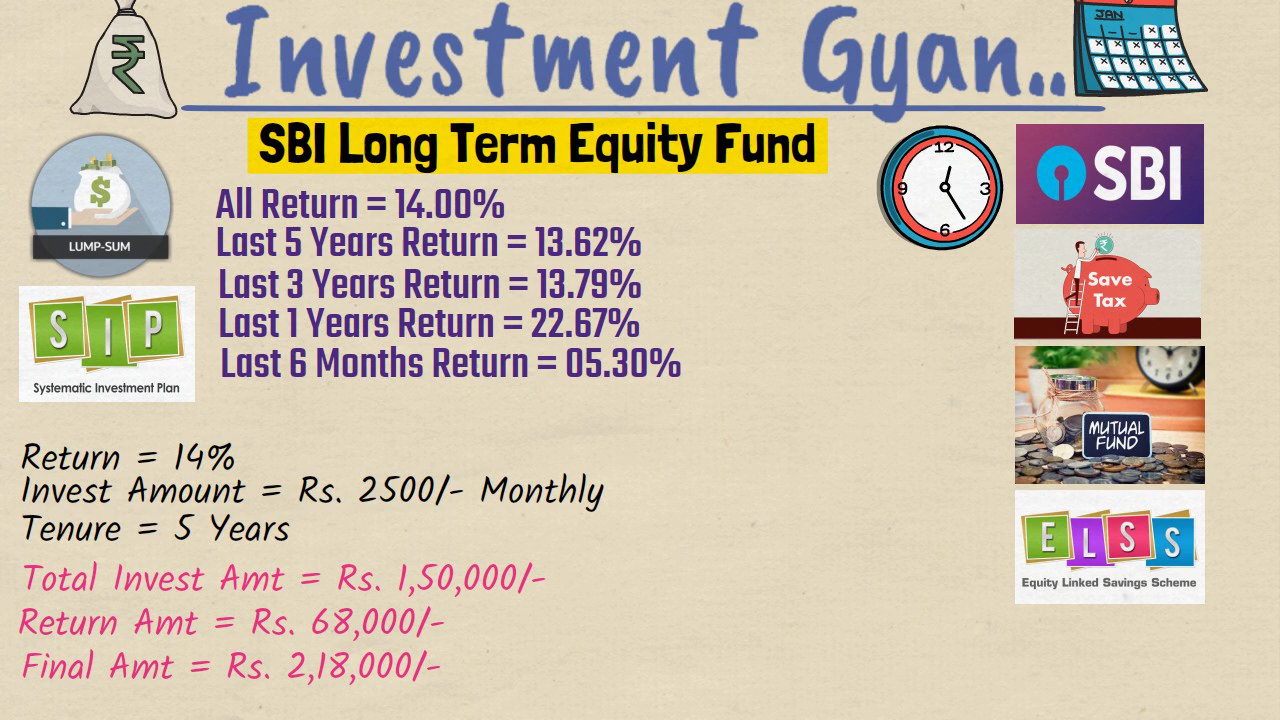 Investment Gyan..
JAN
SBI Long Term Equity Fund
12
3
6
9
SBI
All Return = 14.00%
Last 5 Years Return = 13.62%
Last 3 Years Return = 13.79%
Last 1 Years Return = 22.67%
Last 6 Months Return = 05.30%
$
LUMP-SUM
SIP
Systematic Investment Plan
₹
Save
Tax
MUTUAL
FUND
ELSS
Equity Linked Savings Scheme
Return = 14%
Invest Amount = Rs. 2500/- Monthly
Tenure = 5 Years
Total Invest Amt = Rs. 1,50,000/-
Return Amt = Rs. 68,000/-
Final Amt = Rs. 2,18,000/-